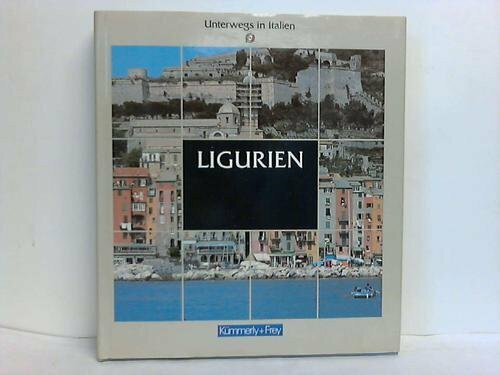 Unterwegs in Italien
LIGURIEN
Kümmerly+Frey